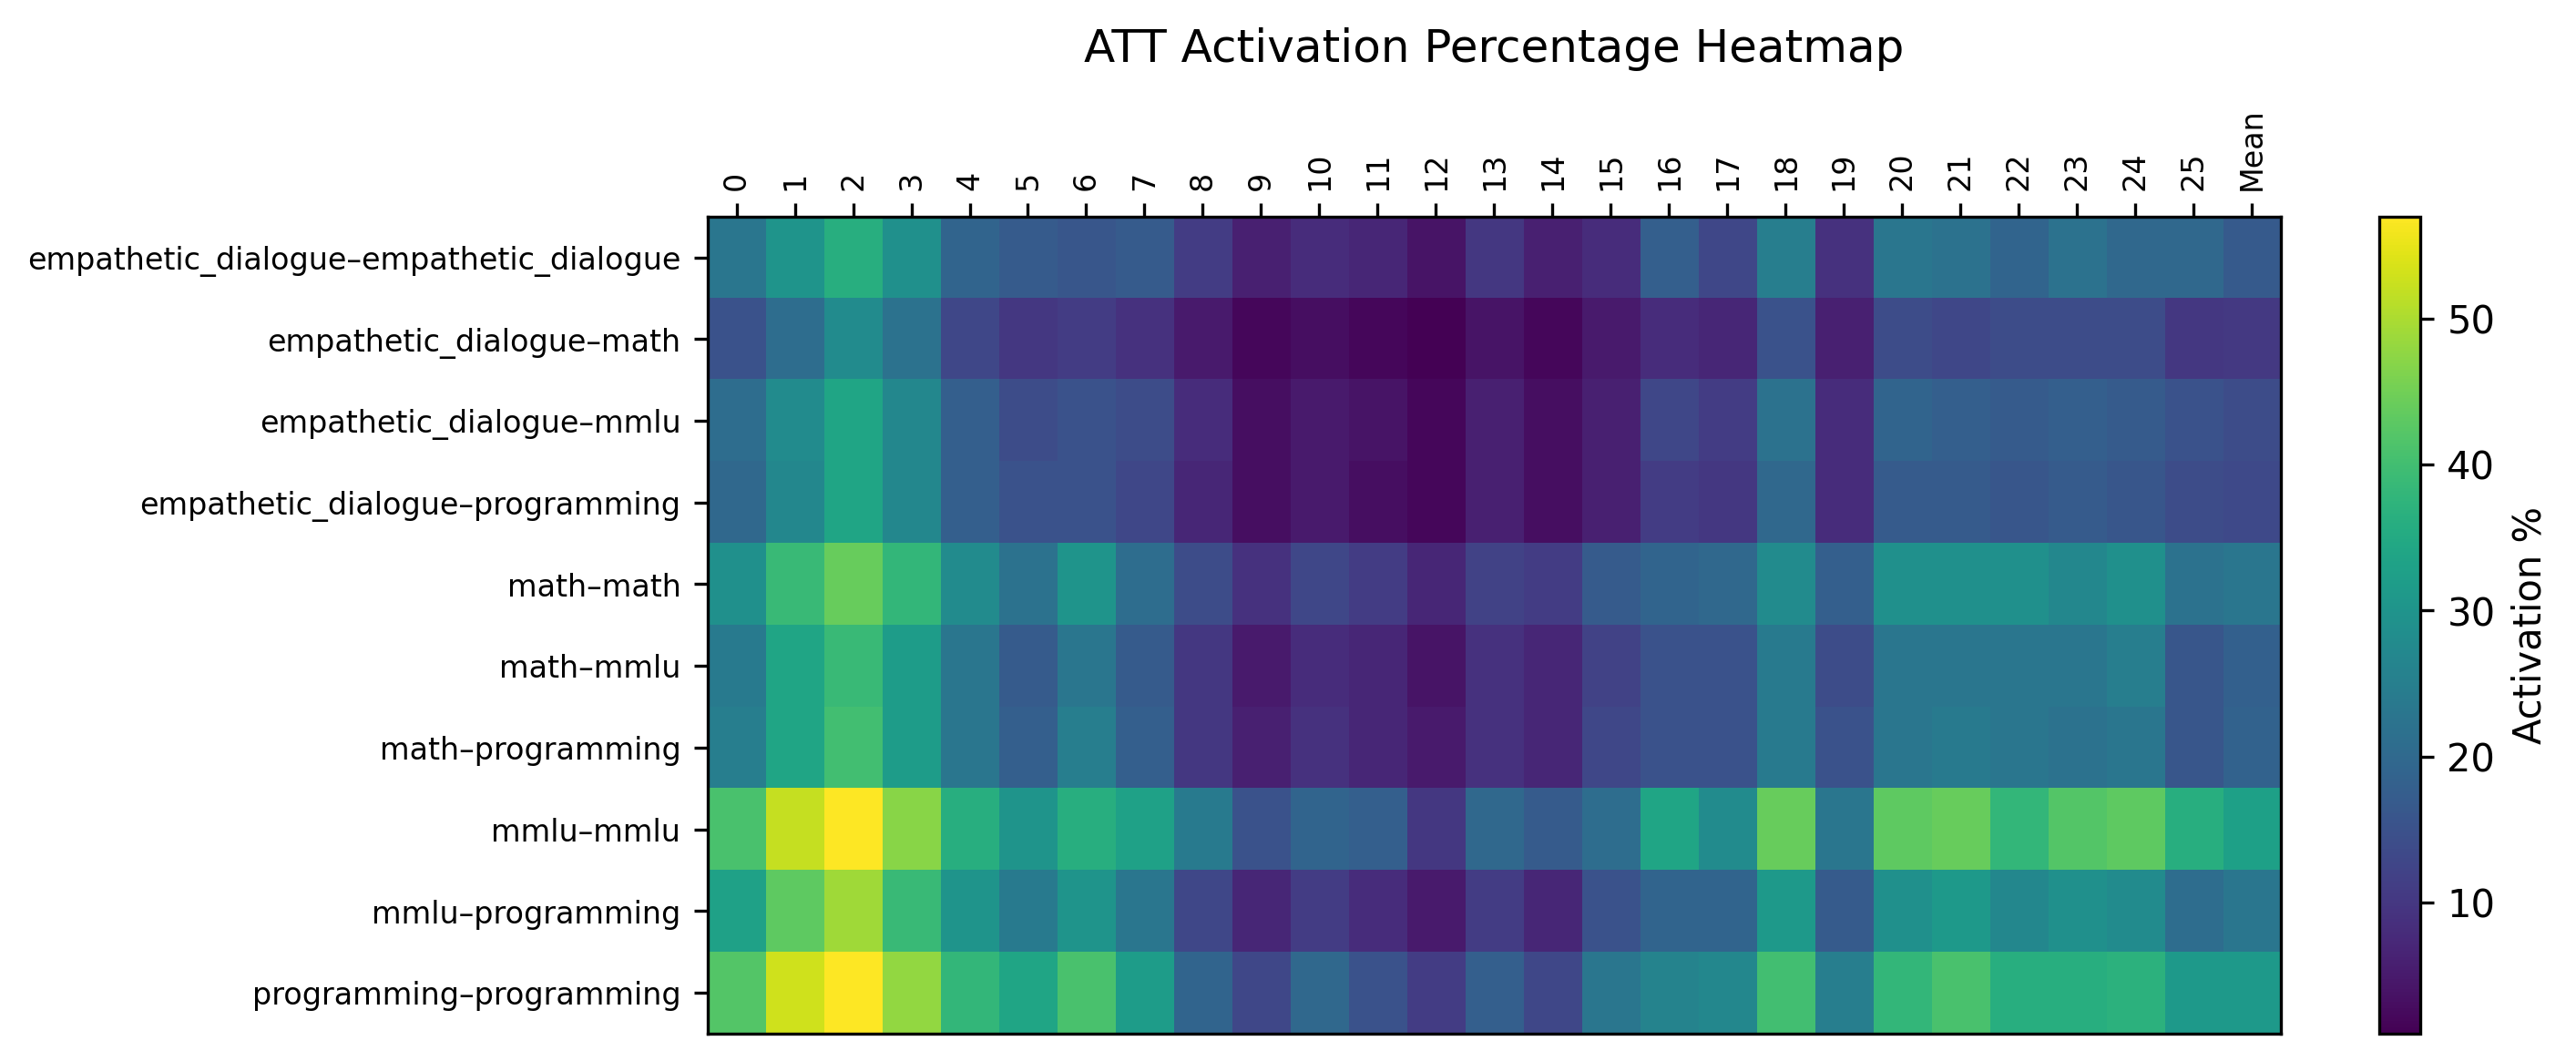 ATT Activation Percentage Heatmap
0 1 2 3 4 5 6 7 8 9 10 11 12 13 14 15 16 17 18 19 20 21 22 23 24 25 Mean
empathetic_dialogue–empathetic_dialogue
empathetic_dialogue–math
empathetic_dialogue–mmlu
empathetic_dialogue–programming
math–math
math–mmlu
math–programming
mmlu–mmlu
mmlu–programming
programming–programming
50
40
30
20
10
Activation %